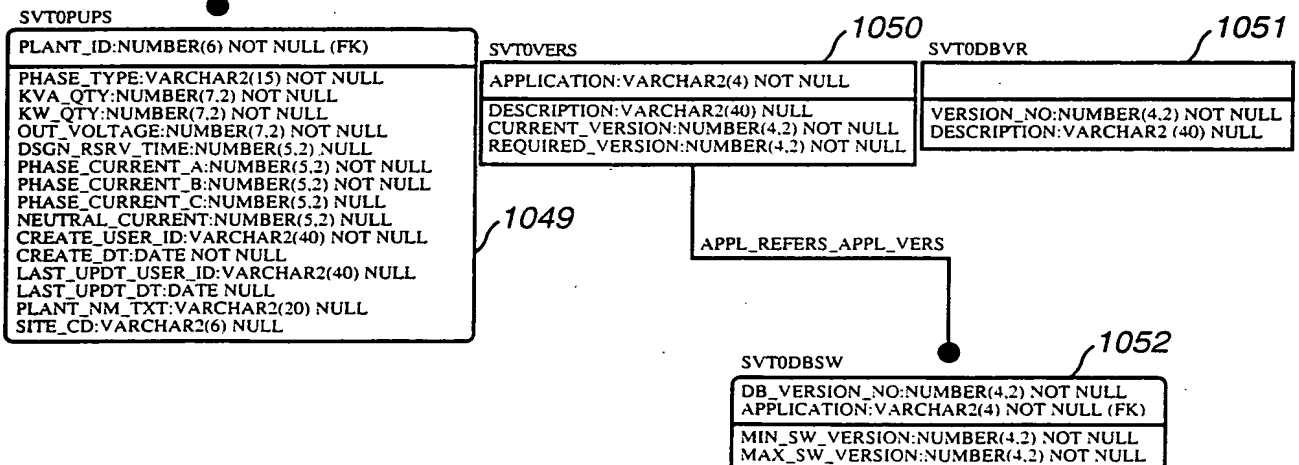 SVT0PUPS
PLANT_ID:NUMBER(6) NOT NULL (FK)
PHASE_TYPE:VARCHAR2(15) NOT NULL
KVA_QTY:NUMBER(7,2) NOT NULL
KW_QTY:NUMBER(7,2) NOT NULL
OUT_VOLTAGE:NUMBER(7,2) NOT NULL
DSGN_RSRV_TIME:NUMBER(5,2) NULL
PHASE_CURRENT_A:NUMBER(5,2) NOT NULL
PHASE_CURRENT_B:NUMBER(5,2) NOT NULL
PHASE_CURRENT_C:NUMBER(5,2) NULL
NEUTRAL_CURRENT:NUMBER(5,2) NULL
CREATE_USER_ID:VARCHAR2(40) NOT NULL
CREATE_DT:DATE NOT NULL
LAST_UPDT_USER_ID:VARCHAR2(40) NULL
LAST_UPDT_DT:DATE NULL
PLANT_NM_TXT:VARCHAR2(20) NULL
SITE_CD:VARCHAR2(6) NULL
1049
SVT0VERS
1050
APPLICATION:VARCHAR2(4) NOT NULL
DESCRIPTION:VARCHAR2(40) NULL
CURRENT_VERSION:NUMBER(4,2) NOT NULL
REQUIRED_VERSION:NUMBER(4,2) NOT NULL
SVT0DBVR
1051
VERSION_NO:NUMBER(4,2) NOT NULL
DESCRIPTION:VARCHAR2 (40) NULL
APPL_REFERS_APPL_VERS
SVT0DBSW
1052
DB_VERSION_NO:NUMBER(4,2) NOT NULL
APPLICATION:VARCHAR2(4) NOT NULL (FK)
MIN_SW_VERSION:NUMBER(4,2) NOT NULL
MAX_SW_VERSION:NUMBER(4,2) NOT NULL